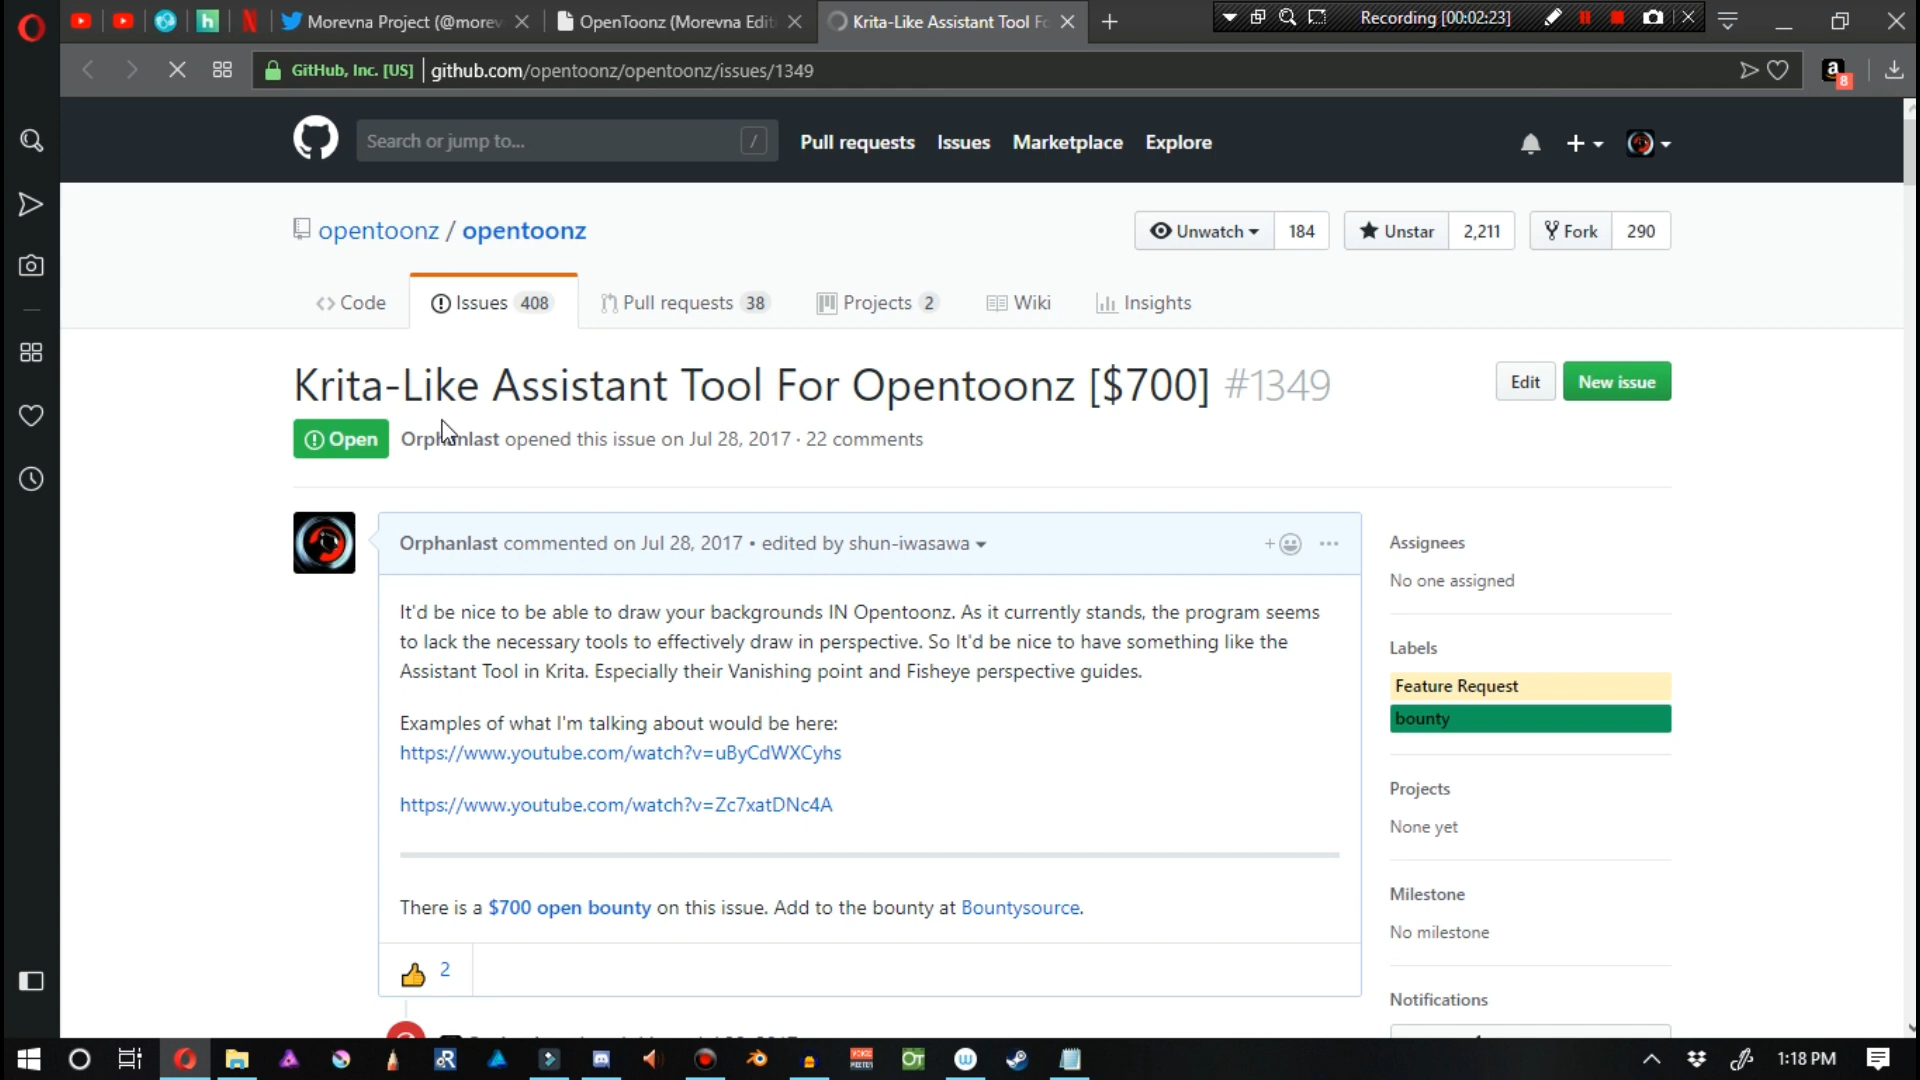 Morevna Project (@morev
OpenToonz (Morevna Edit
Krita-Like Assistant Tool Fo
Recording [00:02:23]
GitHub, Inc. [US]
github.com/opentoonz/opentoonz/issues/1349
a 8
Search or jump to... /
Pull requests Issues Marketplace Explore
opentoonz / opentoonz
Unwatch 184
Unstar 2,211
Fork 290
Code
Issues 408
Pull requests 38
Projects 2
Wiki
Insights
Krita-Like Assistant Tool For Opentoonz [$700] #1349
Edit
New issue
Open
Orphanlast opened this issue on Jul 28, 2017 · 22 comments
Orphanlast commented on Jul 28, 2017 • edited by shun-iwasawa
It'd be nice to be able to draw your backgrounds IN Opentoonz. As it currently stands, the program seems
to lack the necessary tools to effectively draw in perspective. So It'd be nice to have something like the
Assistant Tool in Krita. Especially their Vanishing point and Fisheye perspective guides.
Examples of what I'm talking about would be here:
https://www.youtube.com/watch?v=uByCdWXCyhs
https://www.youtube.com/watch?v=Zc7xatDNc4A
There is a $700 open bounty on this issue. Add to the bounty at Bountysource.
2
Assignees
No one assigned
Labels
Feature Request
bounty
Projects
None yet
Milestone
No milestone
Notifications
1:18 PM